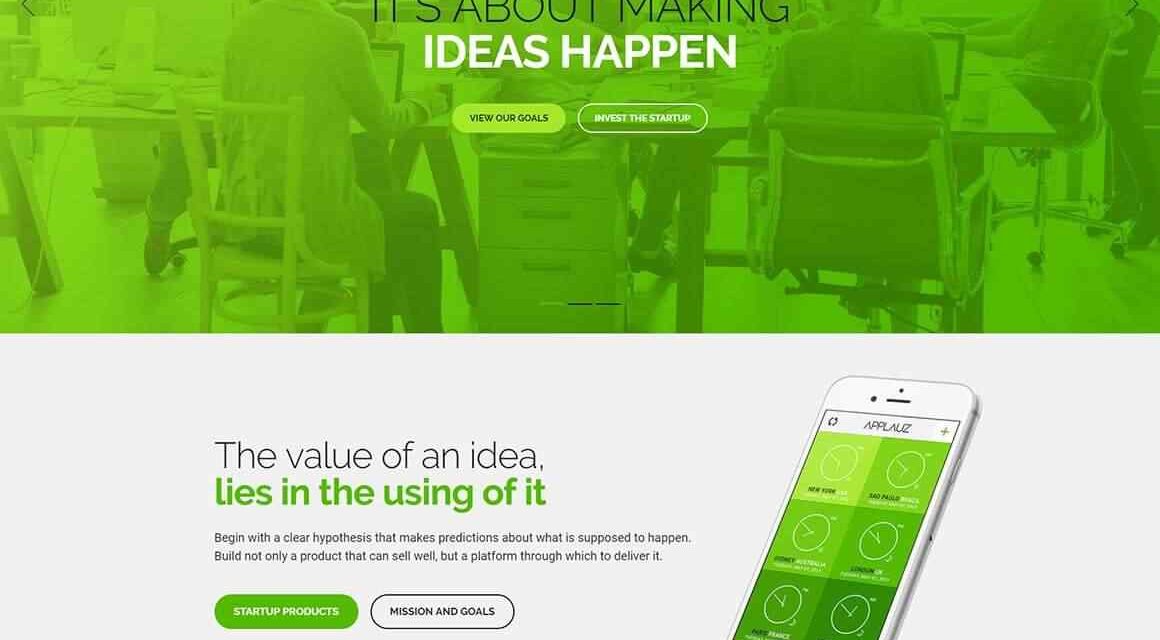 IT'S ABOUT MAKING
IDEAS HAPPEN
VIEW OUR GOALS
INVEST THE STARTUP
The value of an idea,
lies in the using of it
Begin with a clear hypothesis that makes predictions about what is supposed to happen.
Build not only a product that can sell well, but a platform through which to deliver it.
STARTUP PRODUCTS
MISSION AND GOALS
APPLAUZ
NEW YORK
SAO PAULO BRAZIL
SYDNEY AUSTRALIA
LONDON UK
PARIS FRANCE